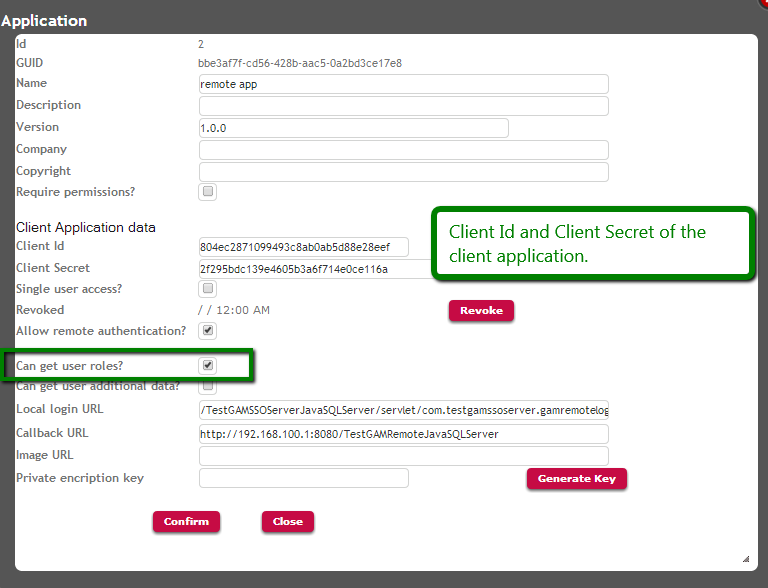 Application
Id 2
GUID bbe3af7f-cd56-428b-aac5-0a2bd3ce17e8
Name remote app
Description
Version 1.0.0
Company
Copyright
Require permissions?
Client Application data
Client Id and Client Secret of the
client application.
Client Id 804ec2871099493c8ab0ab5d88e28eef
Client Secret 2f295bdc139e4605b3a6f714e0ce116a
Single user access?
Revoked / / 12:00 AM Revoke
Allow remote authentication?
Can get user roles?
Can get user additional data?
Local login URL /TestGAMSSOServerJavaSQLServer/servlet/com.testgamssoserver.gamremotelog
Callback URL http://192.168.100.1:8080/TestGAMRemoteJavaSQLServer
Image URL
Private encription key Generate Key
Confirm Close